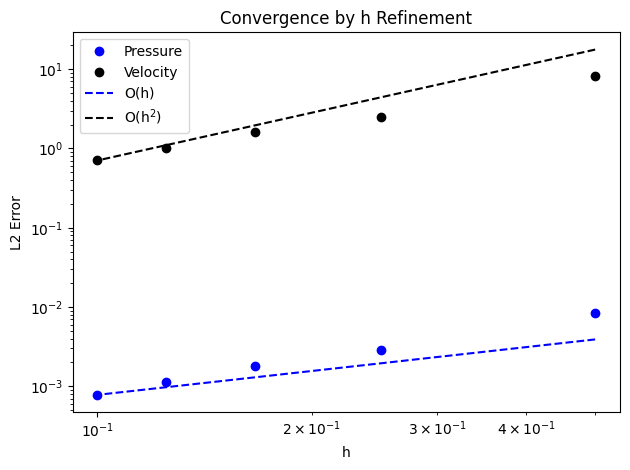 Convergence by h Refinement
Pressure
Velocity
O(h)
O(h²)
L2 Error
10¹
10⁰
10⁻¹
10⁻²
10⁻³
10⁻¹
2 × 10⁻¹
3 × 10⁻¹
4 × 10⁻¹
h